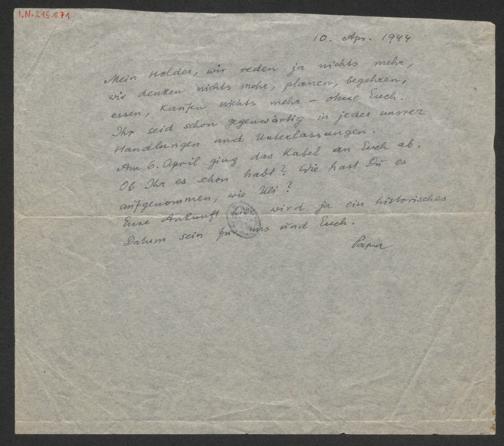 I.N. 215.671
10. Apr. 1944
Mein Holder, wir reden ja nichts mehr,
wir denken nichts mehr, planen, begehren,
essen, kaufen nichts mehr – ohne Euch.
Ihr seid schon gegenwärtig in jedes unsrer
Handlungen und Unterlassungen.
Am 6. April ging das Kabel an Euch ab.
Ob Ihr es schon habt? Wie hast Du es
aufgenommen, wie Uli?
Eure Ankunft hier wird ja ein historisches
Datum sein für uns und Euch.
Papa